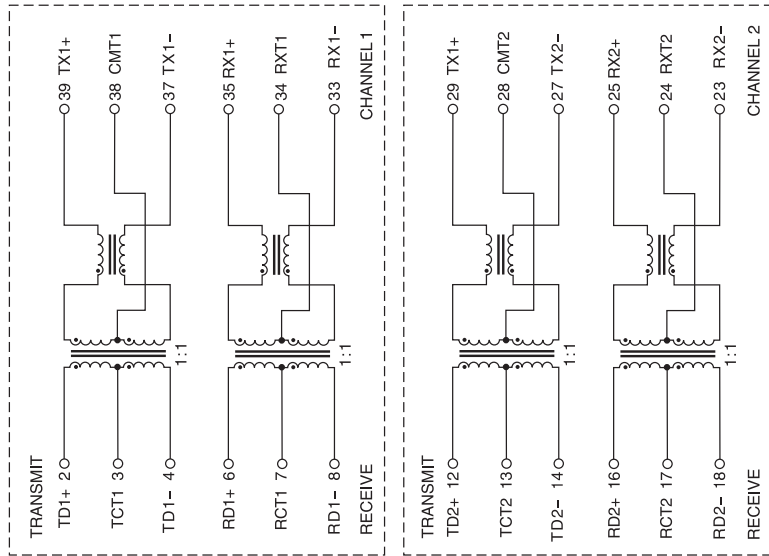 39 TX1+
38 CMT1
37 TX1−
35 RX1+
34 RXT1
33 RX1−
CHANNEL 1
1:1
1:1
TRANSMIT
TD1+ 2
TCT1 3
TD1− 4
RD1+ 6
RCT1 7
RD1− 8
RECEIVE
29 TX1+
28 CMT2
27 TX2−
25 RX2+
24 RXT2
23 RX2−
CHANNEL 2
1:1
1:1
TRANSMIT
TD2+ 12
TCT2 13
TD2− 14
RD2+ 16
RCT2 17
RD2− 18
RECEIVE